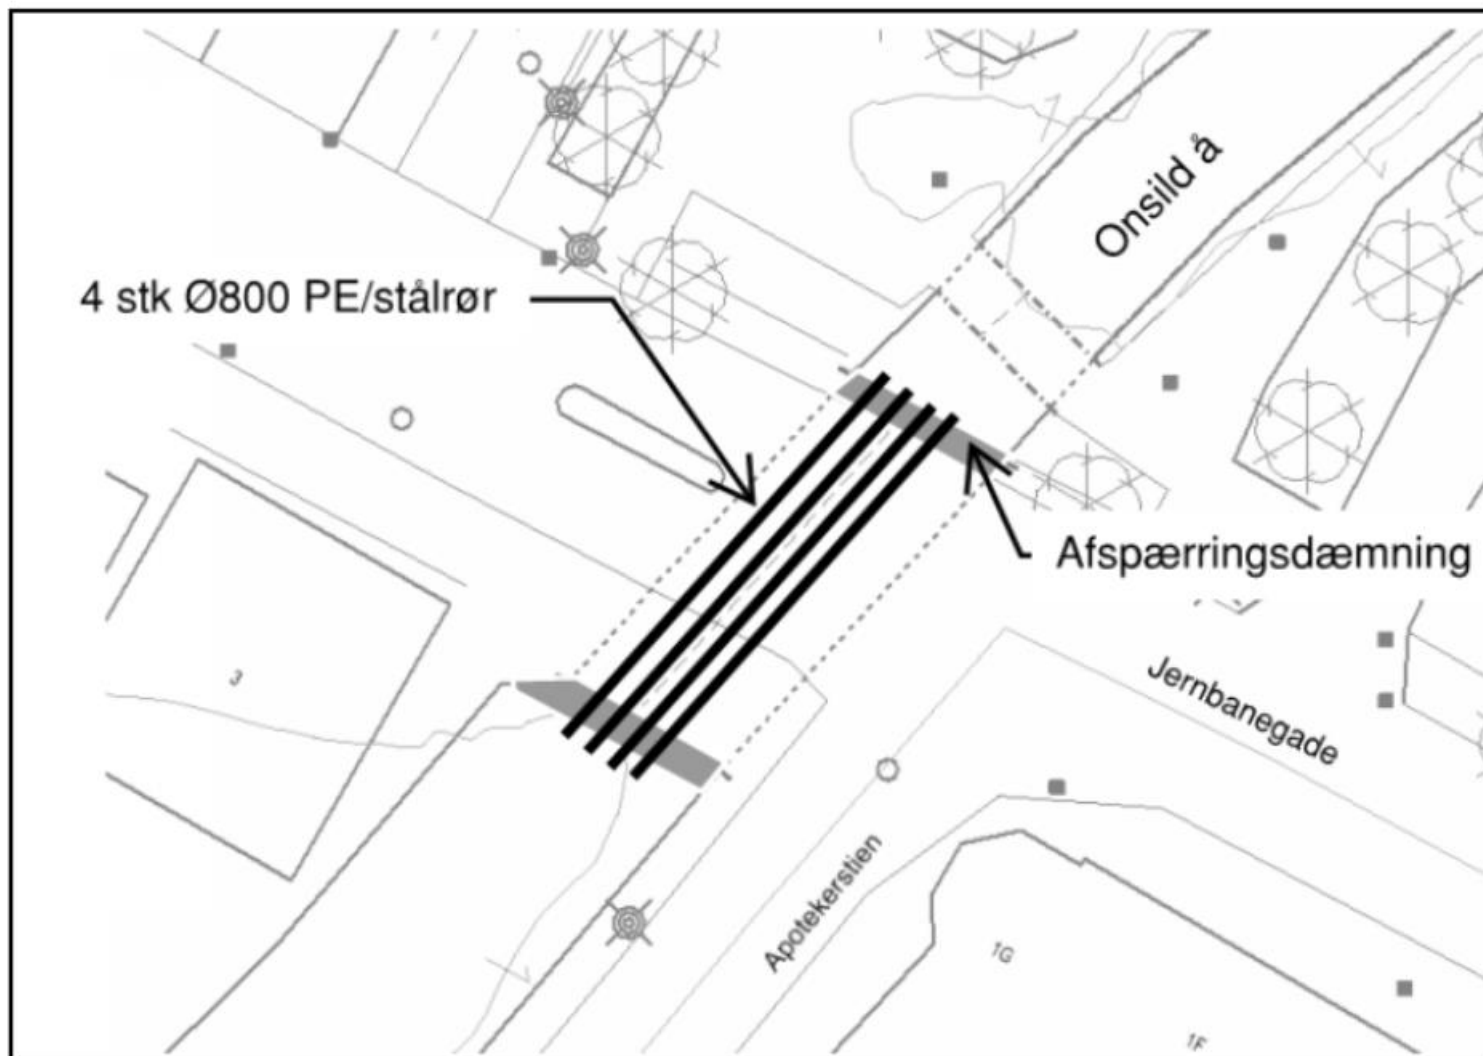 Onsild å
4 stk Ø800 PE/stålrør
Afspærringsdæmning
3
Jernbanegade
Apotekerstien
1G
1F